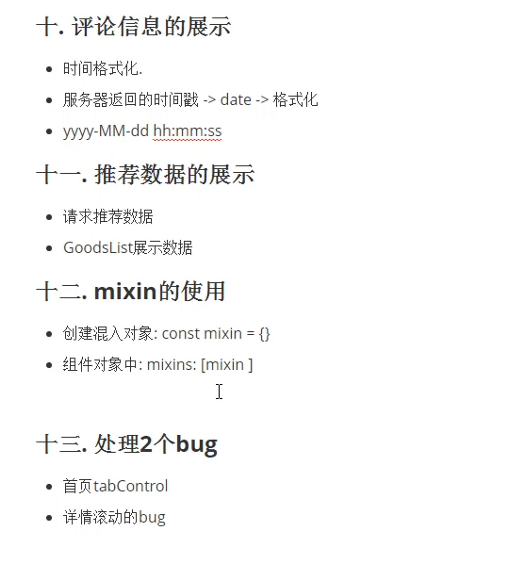 十. 评论信息的展示
时间格式化.
服务器返回的时间戳 -> date -> 格式化
yyyy-MM-dd hh:mm:ss
十一. 推荐数据的展示
请求推荐数据
GoodsList展示数据
十二. mixin的使用
创建混入对象: const mixin = {}
组件对象中: mixins: [mixin ]
十三. 处理2个bug
首页tabControl
详情滚动的bug